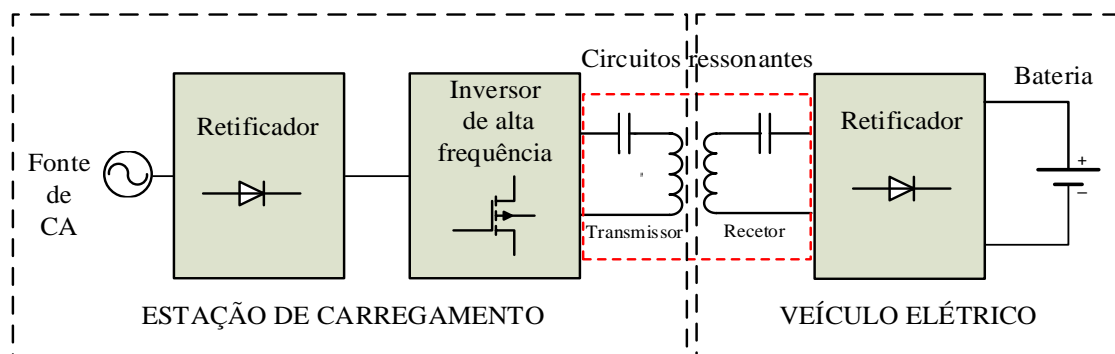 Circuitos ressonantes
Fonte
de
CA
Retificador
Inversor
de alta
frequência
Transmissor
Recetor
Retificador
Bateria
+
−
ESTAÇÃO DE CARREGAMENTO
VEÍCULO ELÉTRICO